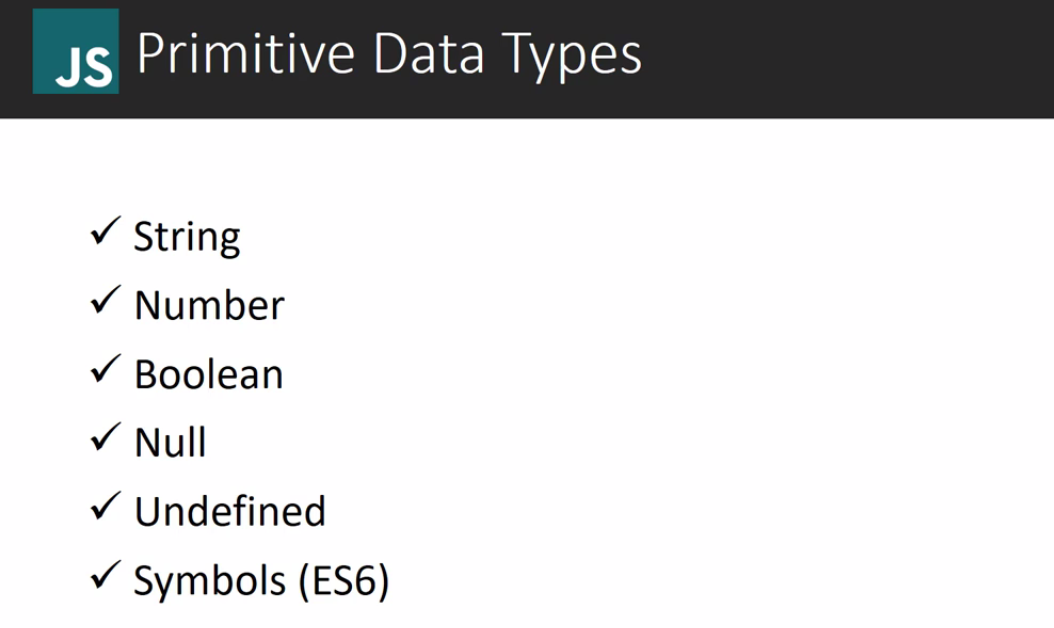 JS Primitive Data Types
✓ String
✓ Number
✓ Boolean
✓ Null
✓ Undefined
✓ Symbols (ES6)